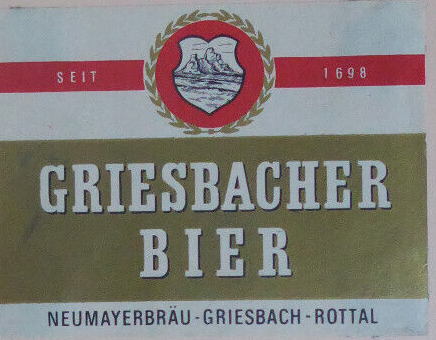 SEIT 1698
GRIESBACHER
BIER
NEUMAYERBRÄU-GRIESBACH-ROTTAL